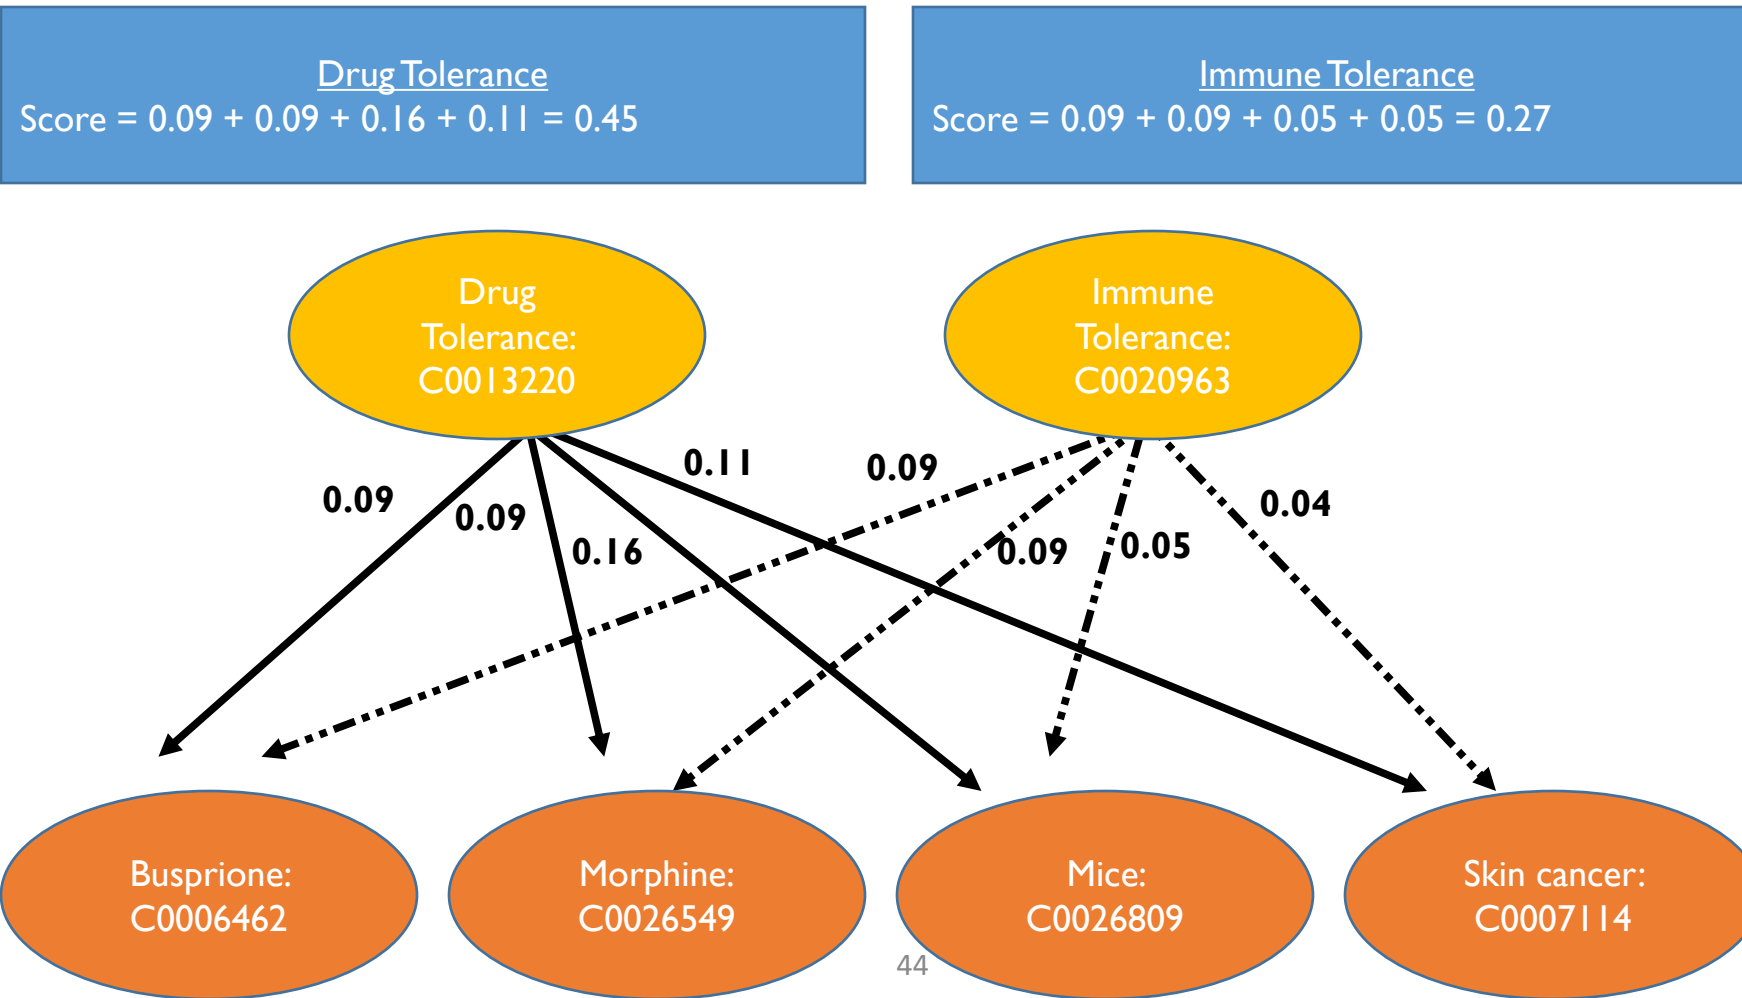 Drug Tolerance
Score = 0.09 + 0.09 + 0.16 + 0.11 = 0.45
Immune Tolerance
Score = 0.09 + 0.09 + 0.05 + 0.05 = 0.27
Drug
Tolerance:
C0013220
Immune
Tolerance:
C0020963
0.09
0.09
0.16
0.11
0.09
0.09
0.05
0.04
Busprione:
C0006462
Morphine:
C0026549
Mice:
C0026809
Skin cancer:
C0007114
44